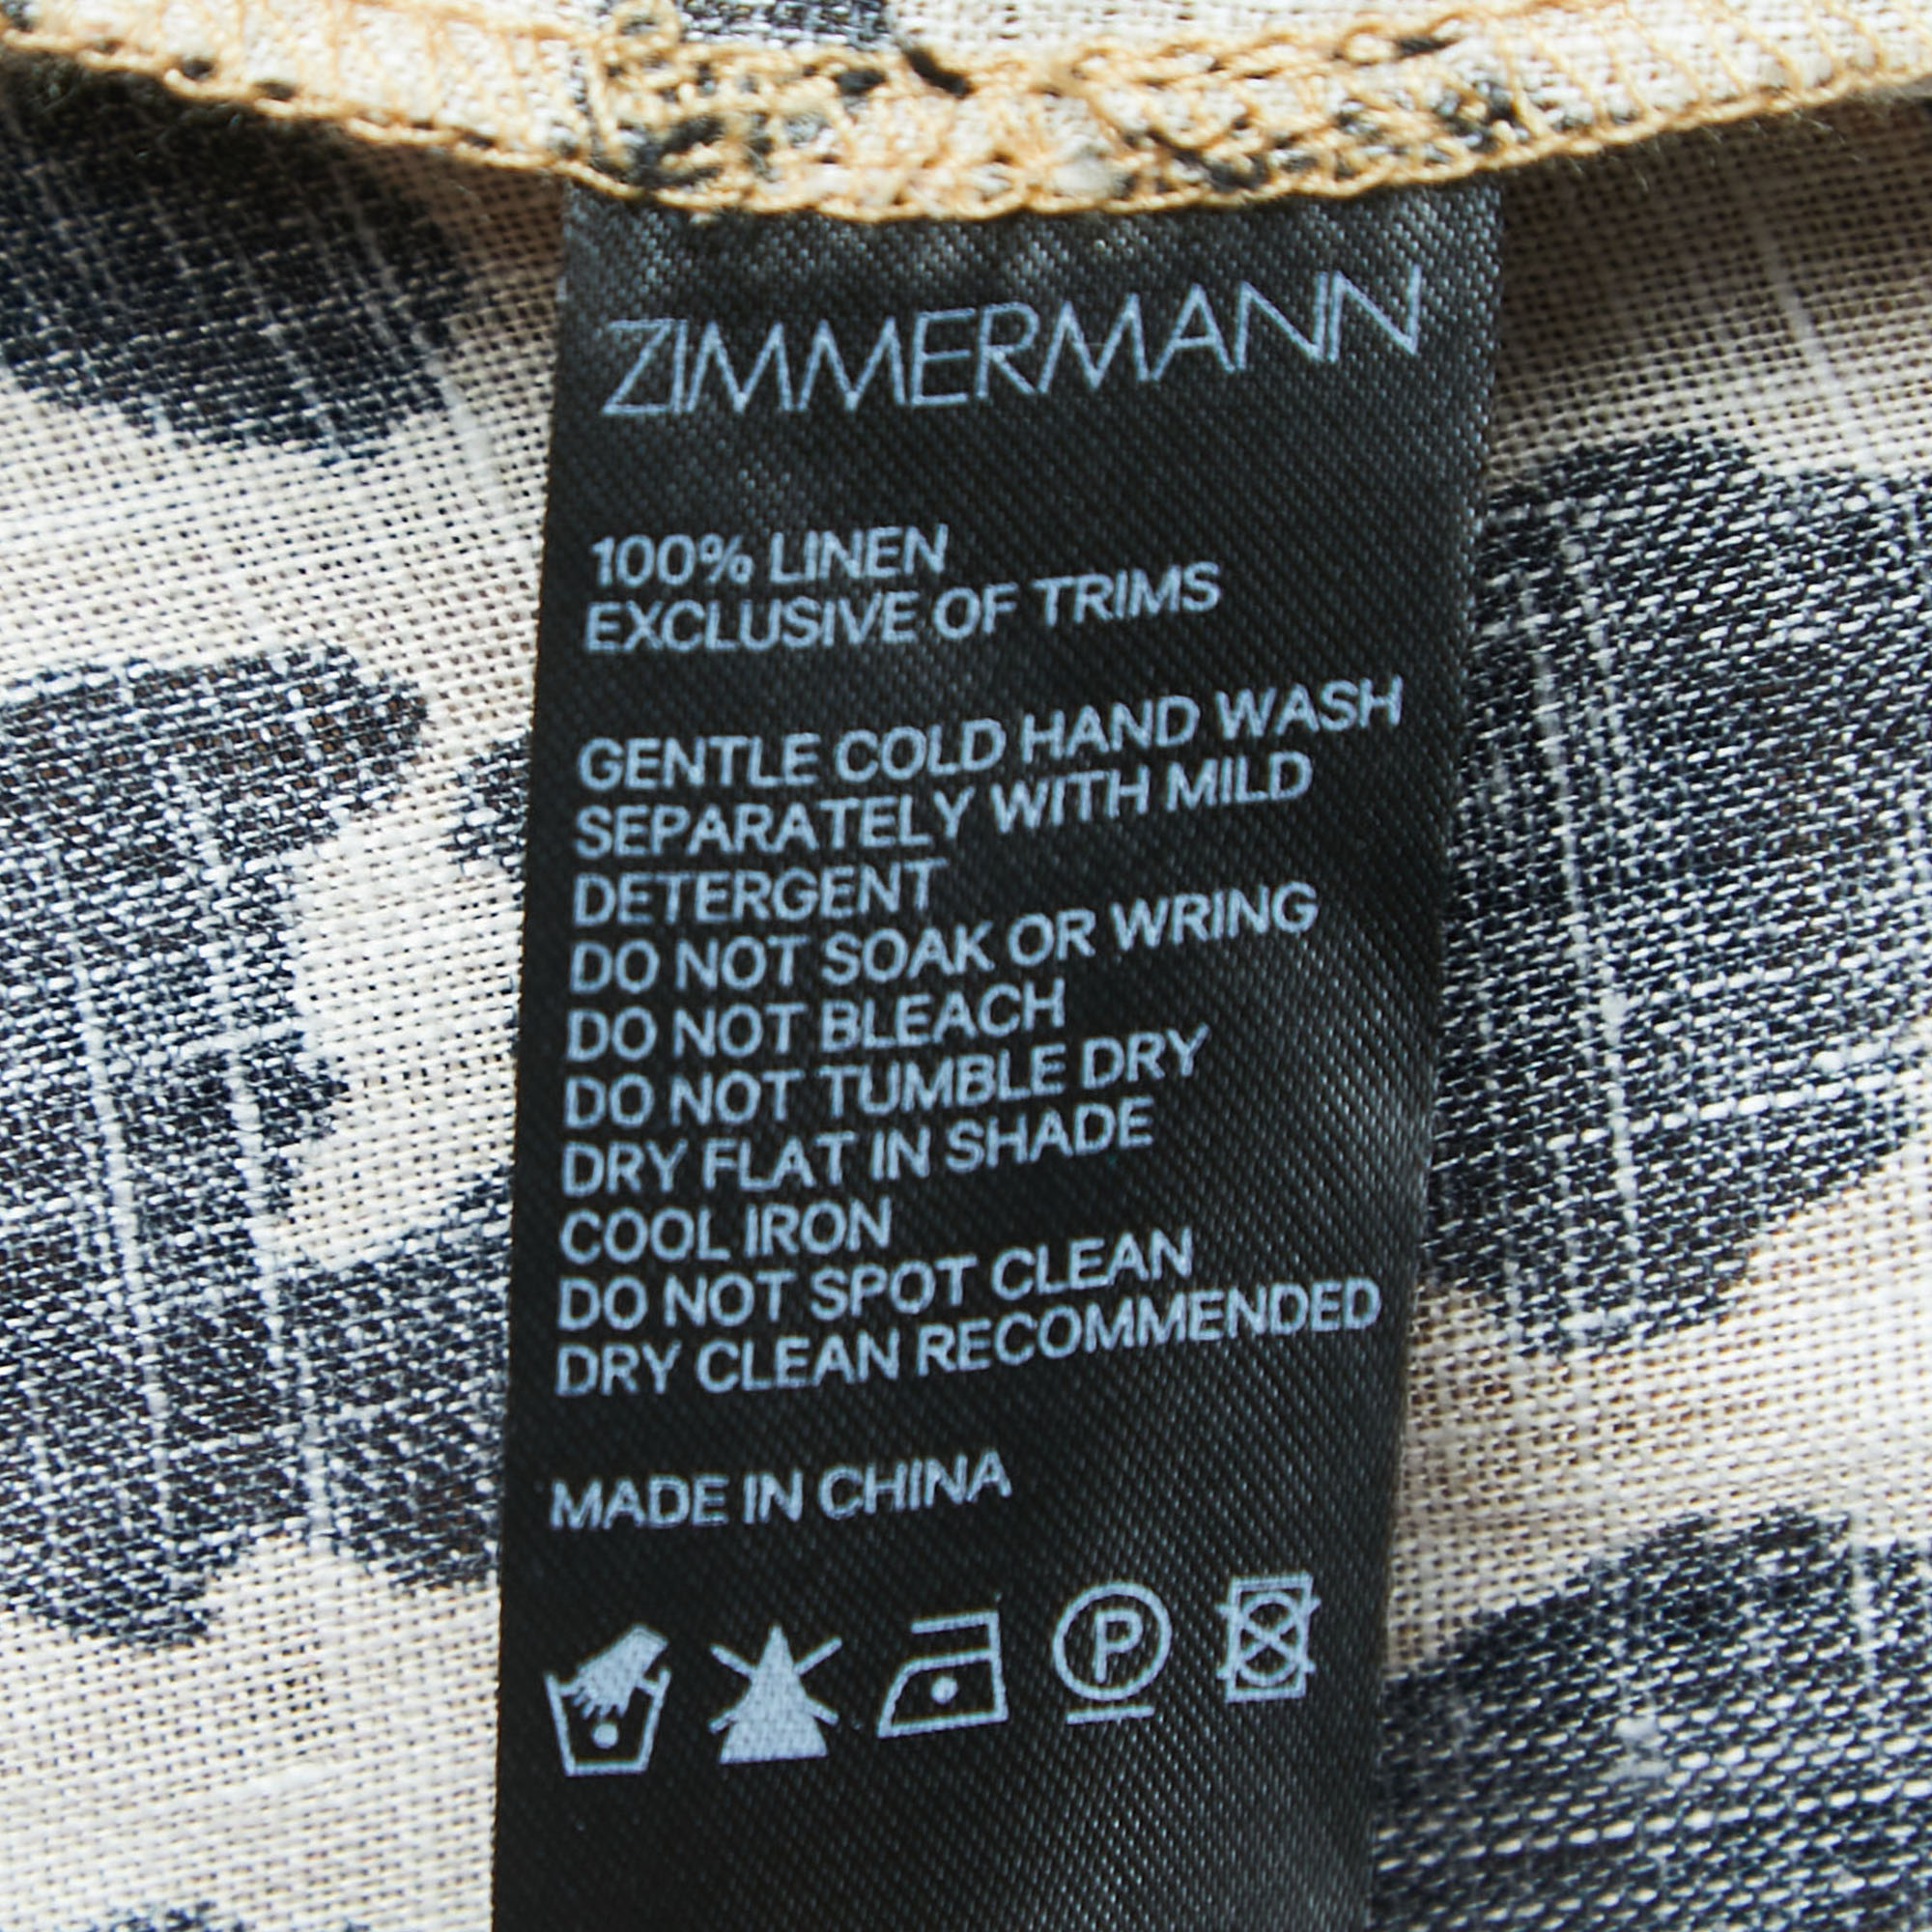 ZIMMERMANN
100% LINEN
EXCLUSIVE OF TRIMS
GENTLE COLD HAND WASH
SEPARATELY WITH MILD
DETERGENT
DO NOT SOAK OR WRING
DO NOT BLEACH
DO NOT TUMBLE DRY
DRY FLAT IN SHADE
COOL IRON
DO NOT SPOT CLEAN
DRY CLEAN RECOMMENDED
MADE IN CHINA
P